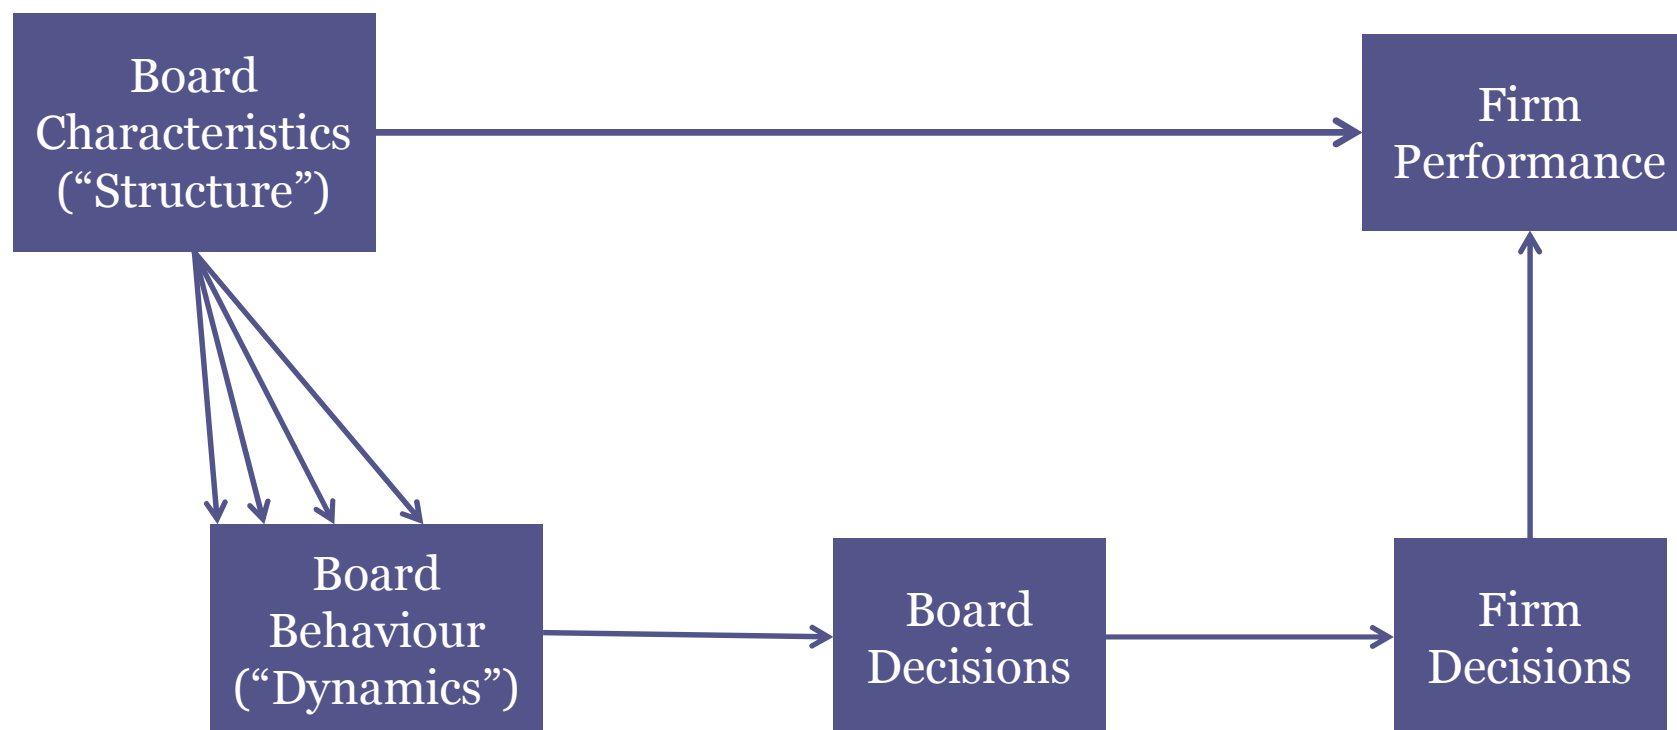 Board
Characteristics
(“Structure”)
Firm
Performance
Board
Behaviour
(“Dynamics”)
Board
Decisions
Firm
Decisions